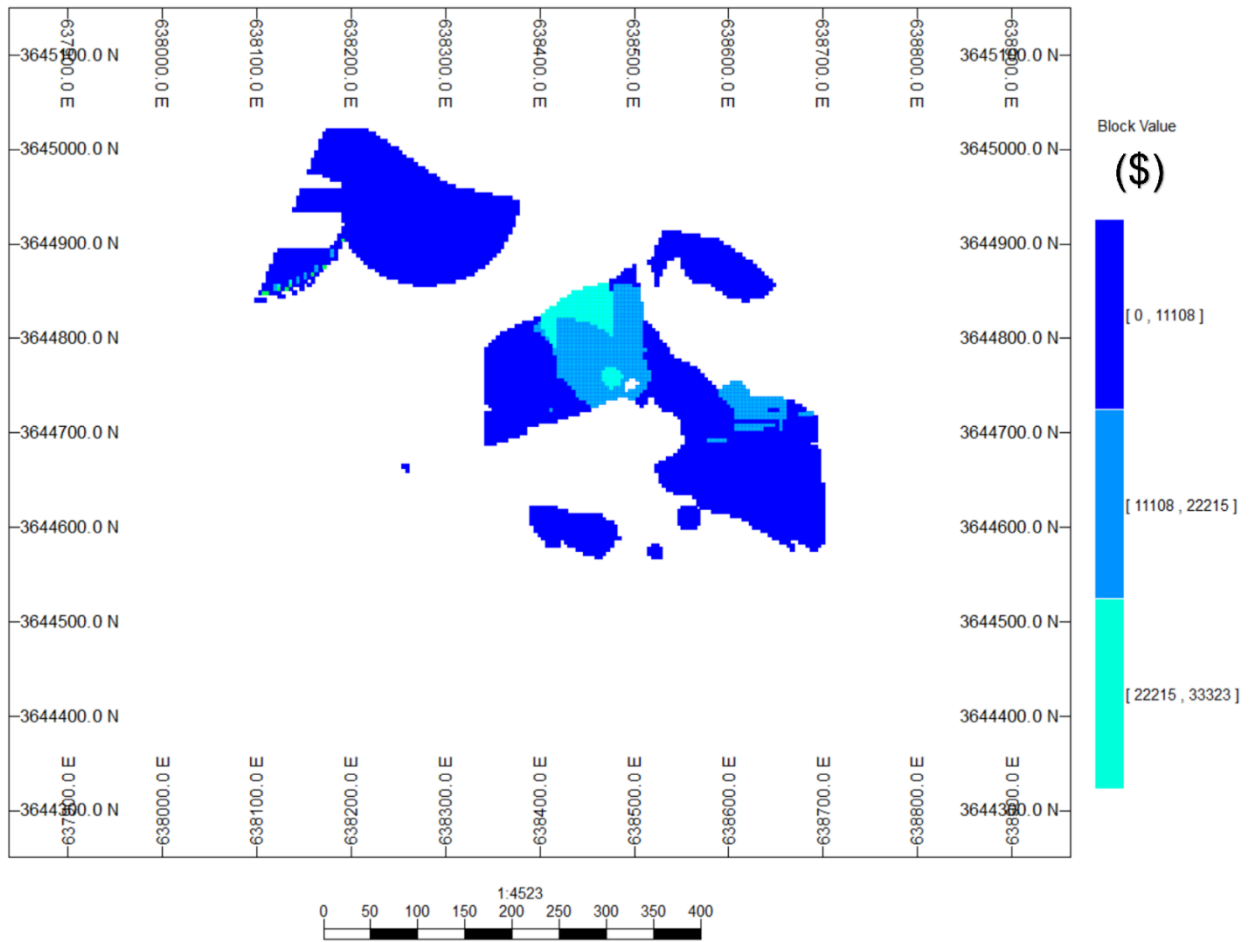 637900.0 E 638000.0 E 638100.0 E 638200.0 E 638300.0 E 638400.0 E 638500.0 E 638600.0 E 638700.0 E 638800.0 E 638900.0 E
3645100.0 N 3645100.0 N
3645000.0 N 3645000.0 N
3644900.0 N 3644900.0 N
3644800.0 N 3644800.0 N
3644700.0 N 3644700.0 N
3644600.0 N 3644600.0 N
3644500.0 N 3644500.0 N
3644400.0 N 3644400.0 N
3644300.0 N 3644300.0 N
637900.0 E 638000.0 E 638100.0 E 638200.0 E 638300.0 E 638400.0 E 638500.0 E 638600.0 E 638700.0 E 638800.0 E 638900.0 E
Block Value
($)
[ 0 , 11108 ]
[ 11108 , 22215 ]
[ 22215 , 33323 ]
1:4523
0 50 100 150 200 250 300 350 400